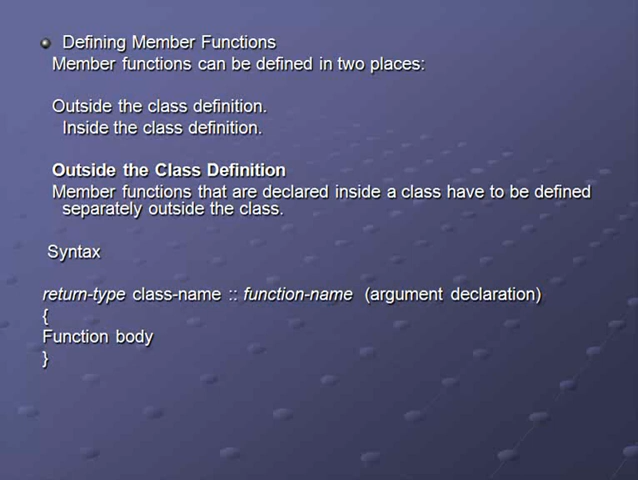 Defining Member Functions
Member functions can be defined in two places:
Outside the class definition.
Inside the class definition.
Outside the Class Definition
Member functions that are declared inside a class have to be defined
separately outside the class.
Syntax
return-type class-name :: function-name (argument declaration)
{
Function body
}